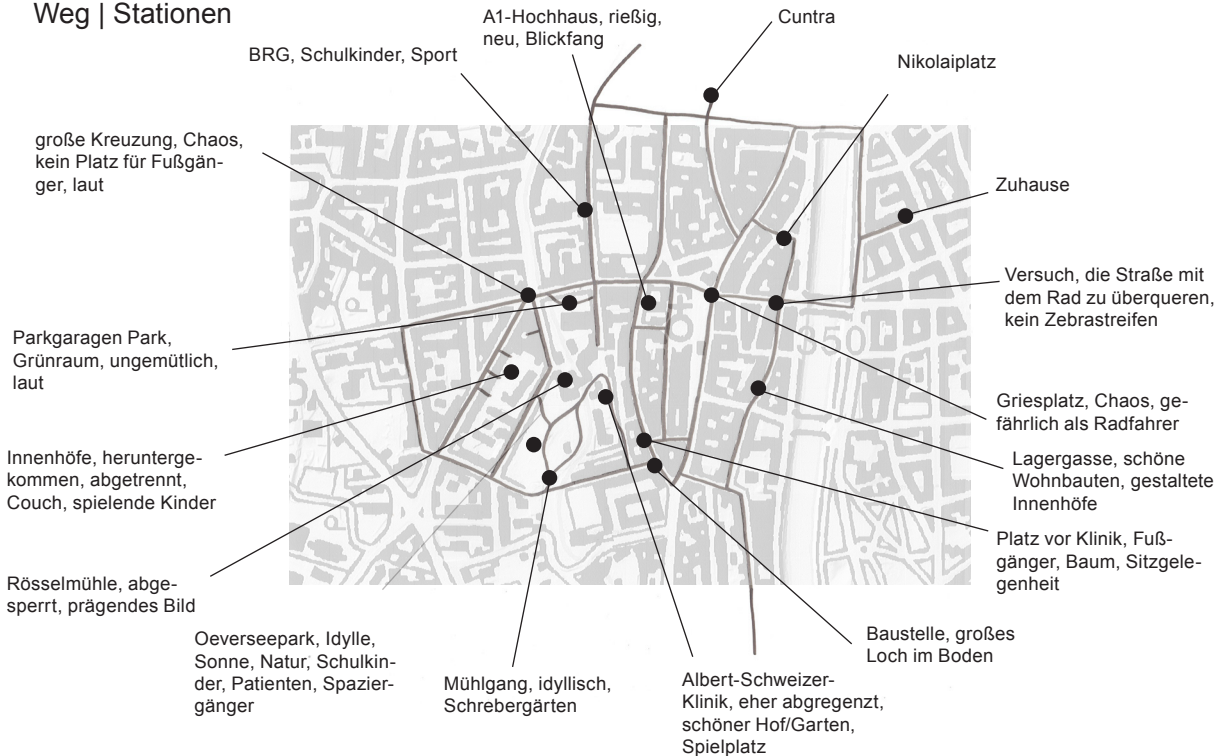 Weg | Stationen
A1-Hochhaus, rießig,
neu, Blickfang
Cuntra
BRG, Schulkinder, Sport
Nikolaiplatz
große Kreuzung, Chaos,
kein Platz für Fußgän-
ger, laut
Zuhause
Versuch, die Straße mit
dem Rad zu überqueren,
kein Zebrastreifen
Parkgaragen Park,
Grünraum, ungemütlich,
laut
350
Griesplatz, Chaos, ge-
fährlich als Radfahrer
Innenhöfe, herunterge-
kommen, abgetrennt,
Couch, spielende Kinder
Lagergasse, schöne
Wohnbauten, gestaltete
Innenhöfe
Platz vor Klinik, Fuß-
gänger, Baum, Sitzgele-
genheit
Rösselmühle, abge-
sperrt, prägendes Bild
Oeverseepark, Idylle,
Sonne, Natur, Schulkin-
der, Patienten, Spazier-
gänger
Mühlgang, idyllisch,
Schrebergärten
Albert-Schweizer-
Klinik, eher abgregenzt,
schöner Hof/Garten,
Spielplatz
Baustelle, großes
Loch im Boden